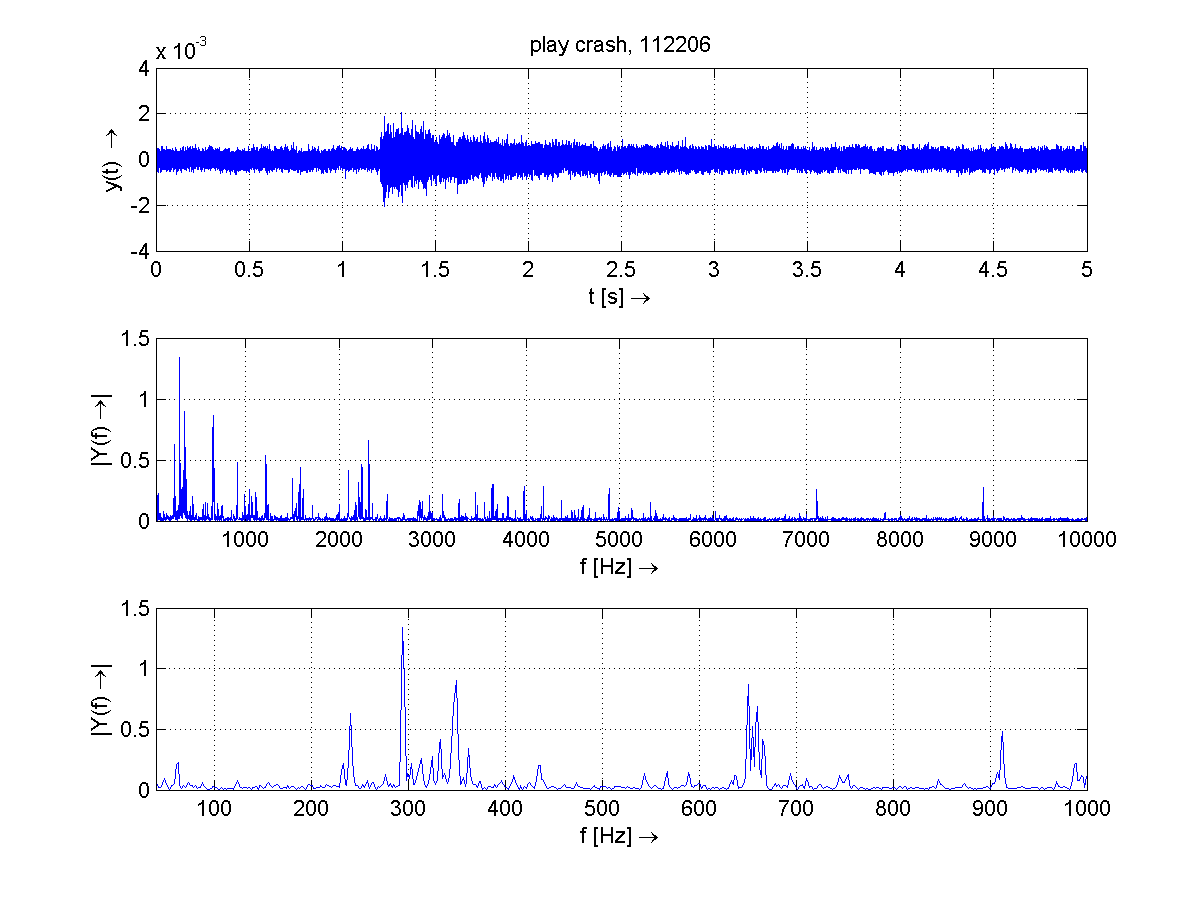 play crash, 112206
x 10^-3
4
2
0
-2
-4
y(t) →
0 0.5 1 1.5 2 2.5 3 3.5 4 4.5 5
t [s] →
1.5
1
0.5
0
|Y(f) →|
1000 2000 3000 4000 5000 6000 7000 8000 9000 10000
f [Hz] →
1.5
1
0.5
0
|Y(f) →|
100 200 300 400 500 600 700 800 900 1000
f [Hz] →